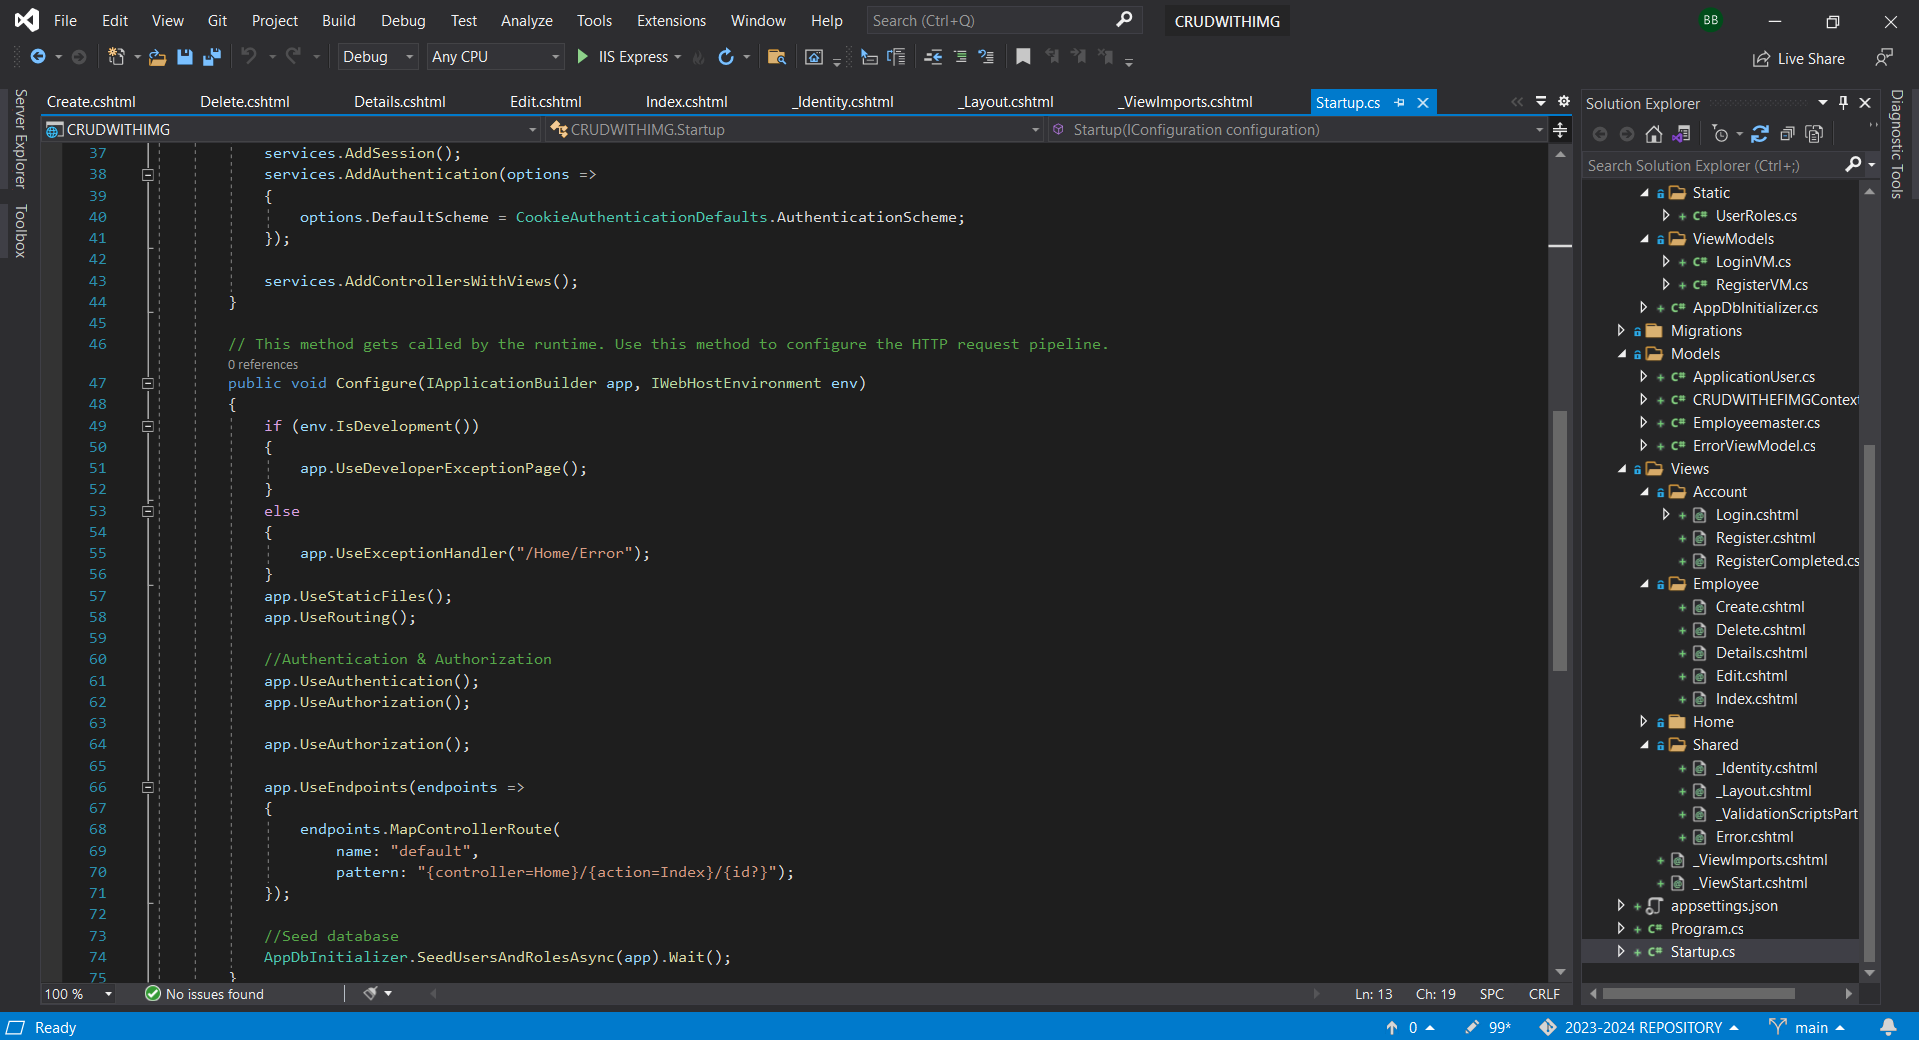 File Edit View Git Project Build Debug Test Analyze Tools Extensions Window Help Search (Ctrl+Q) CRUDWITHIMG BB
Debug Any CPU IIS Express Live Share
Create.cshtml Delete.cshtml Details.cshtml Edit.cshtml Index.cshtml _Identity.cshtml _Layout.cshtml _ViewImports.cshtml Startup.cs
CRUDWITHIMG CRUDWITHIMG.Startup Startup(IConfiguration configuration)
Server Explorer
Toolbox
37 services.AddSession();
38 services.AddAuthentication(options =>
39 {
40 options.DefaultScheme = CookieAuthenticationDefaults.AuthenticationScheme;
41 });
42
43 services.AddControllersWithViews();
44 }
45
46 // This method gets called by the runtime. Use this method to configure the HTTP request pipeline.
0 references
47 public void Configure(IApplicationBuilder app, IWebHostEnvironment env)
48 {
49 if (env.IsDevelopment())
50 {
51 app.UseDeveloperExceptionPage();
52 }
53 else
54 {
55 app.UseExceptionHandler("/Home/Error");
56 }
57 app.UseStaticFiles();
58 app.UseRouting();
59
60 //Authentication & Authorization
61 app.UseAuthentication();
62 app.UseAuthorization();
63
64 app.UseAuthorization();
65
66 app.UseEndpoints(endpoints =>
67 {
68 endpoints.MapControllerRoute(
69 name: "default",
70 pattern: "{controller=Home}/{action=Index}/{id?}");
71 });
72
73 //Seed database
74 AppDbInitializer.SeedUsersAndRolesAsync(app).Wait();
75 }
100 % No issues found Ln: 13 Ch: 19 SPC CRLF
Solution Explorer
Search Solution Explorer (Ctrl+;)
Static
UserRoles.cs
ViewModels
LoginVM.cs
RegisterVM.cs
AppDbInitializer.cs
Migrations
Models
ApplicationUser.cs
CRUDWITHEFIMGContext
Employeemaster.cs
ErrorViewModel.cs
Views
Account
Login.cshtml
Register.cshtml
RegisterCompleted.cs
Employee
Create.cshtml
Delete.cshtml
Details.cshtml
Edit.cshtml
Index.cshtml
Home
Shared
_Identity.cshtml
_Layout.cshtml
_ValidationScriptsPart
Error.cshtml
_ViewImports.cshtml
_ViewStart.cshtml
appsettings.json
Program.cs
Startup.cs
Diagnostic Tools
Ready 0 99* 2023-2024 REPOSITORY main